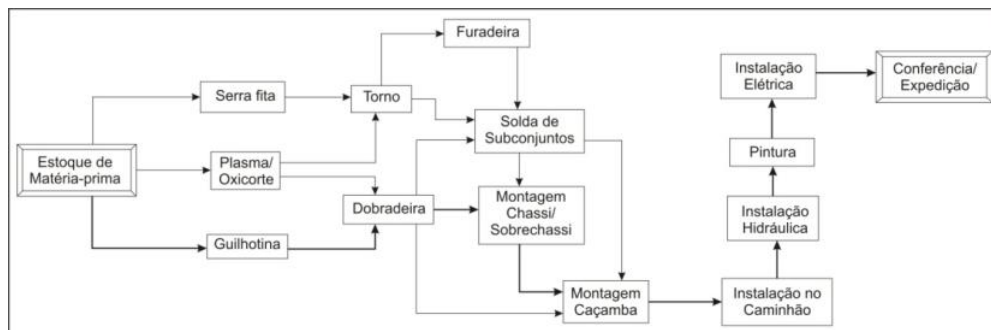 Estoque de
Matéria-prima
Serra fita
Plasma/
Oxicorte
Guilhotina
Torno
Dobradeira
Furadeira
Solda de
Subconjuntos
Montagem
Chassi/
Sobrechassi
Montagem
Caçamba
Instalação no
Caminhão
Instalação
Hidráulica
Pintura
Instalação
Elétrica
Conferência/
Expedição